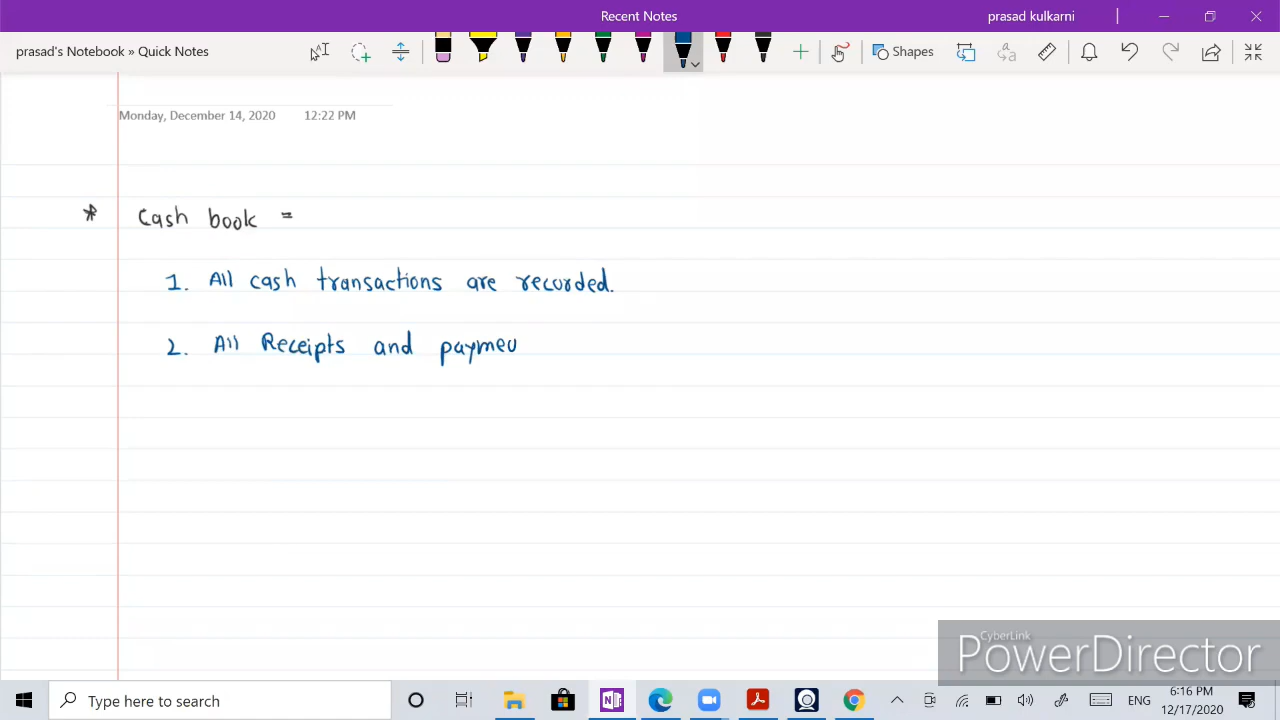 Recent Notes
prasad kulkarni
prasad's Notebook » Quick Notes
Shapes
Monday, December 14, 2020 12:22 PM
* Cash book =
1. All cash transactions are recorded.
2. All Receipts and
CyberLink
PowerDirector
Type here to search
ENG
6:16 PM
12/17/2020